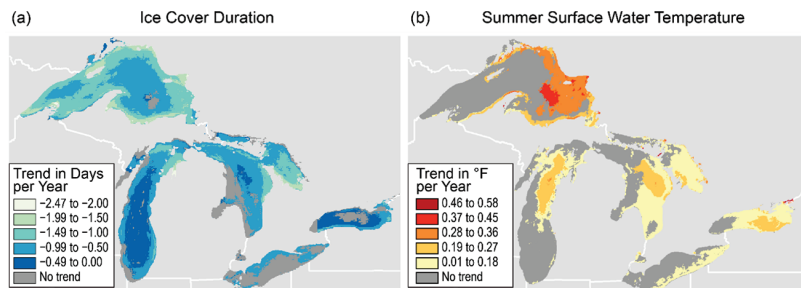 (a) Ice Cover Duration
Trend in Days
per Year
−2.47 to −2.00
−1.99 to −1.50
−1.49 to −1.00
−0.99 to −0.50
−0.49 to 0.00
No trend
(b) Summer Surface Water Temperature
Trend in °F
per Year
0.46 to 0.58
0.37 to 0.45
0.28 to 0.36
0.19 to 0.27
0.01 to 0.18
No trend